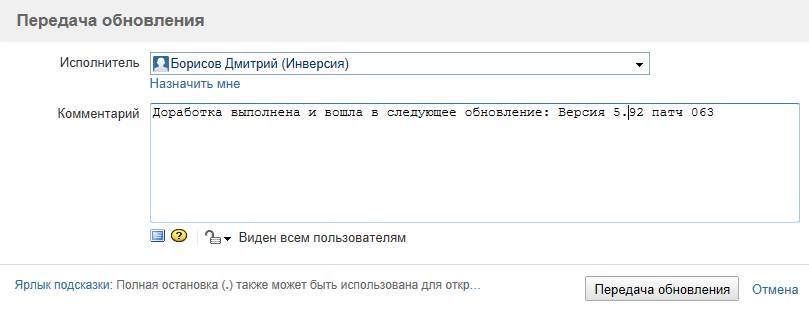 Передача обновления
Исполнитель Борисов Дмитрий (Инверсия)
Назначить мне
Комментарий Доработка выполнена и вошла в следующее обновление: Версия 5.92 патч 063
Виден всем пользователям
Ярлык подсказки: Полная остановка (.) также может быть использована для откр… Передача обновления Отмена